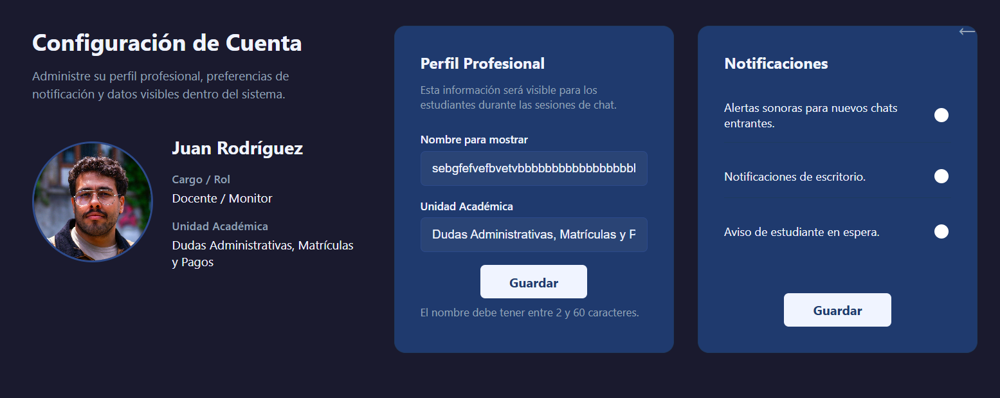 Configuración de Cuenta
Administre su perfil profesional, preferencias de
notificación y datos visibles dentro del sistema.
Juan Rodríguez
Cargo / Rol
Docente / Monitor
Unidad Académica
Dudas Administrativas, Matrículas
y Pagos
Perfil Profesional
Esta información será visible para los
estudiantes durante las sesiones de chat.
Nombre para mostrar
Unidad Académica
Dudas Administrativas, Matrículas y P
Guardar
El nombre debe tener entre 2 y 60 caracteres.
Notificaciones
Alertas sonoras para nuevos chats
entrantes.
Notificaciones de escritorio.
Aviso de estudiante en espera.
Guardar